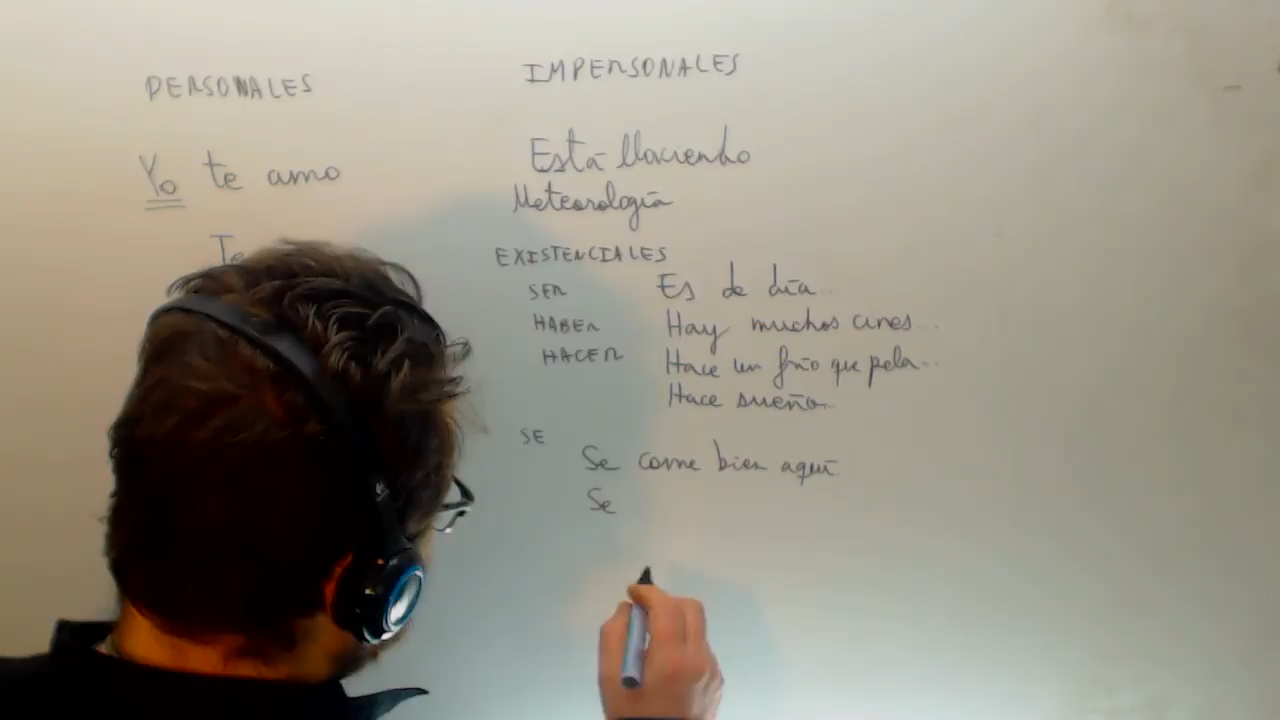 PERSONALES
Yo te amo
Te
IMPERSONALES
Está lloviendo
Meteorología
EXISTENCIALES
SER Es de día...
HABER Hay muchos cines...
HACER Hace un frío que pela...
Hace sueño...
SE
Se come bien aquí.
Se